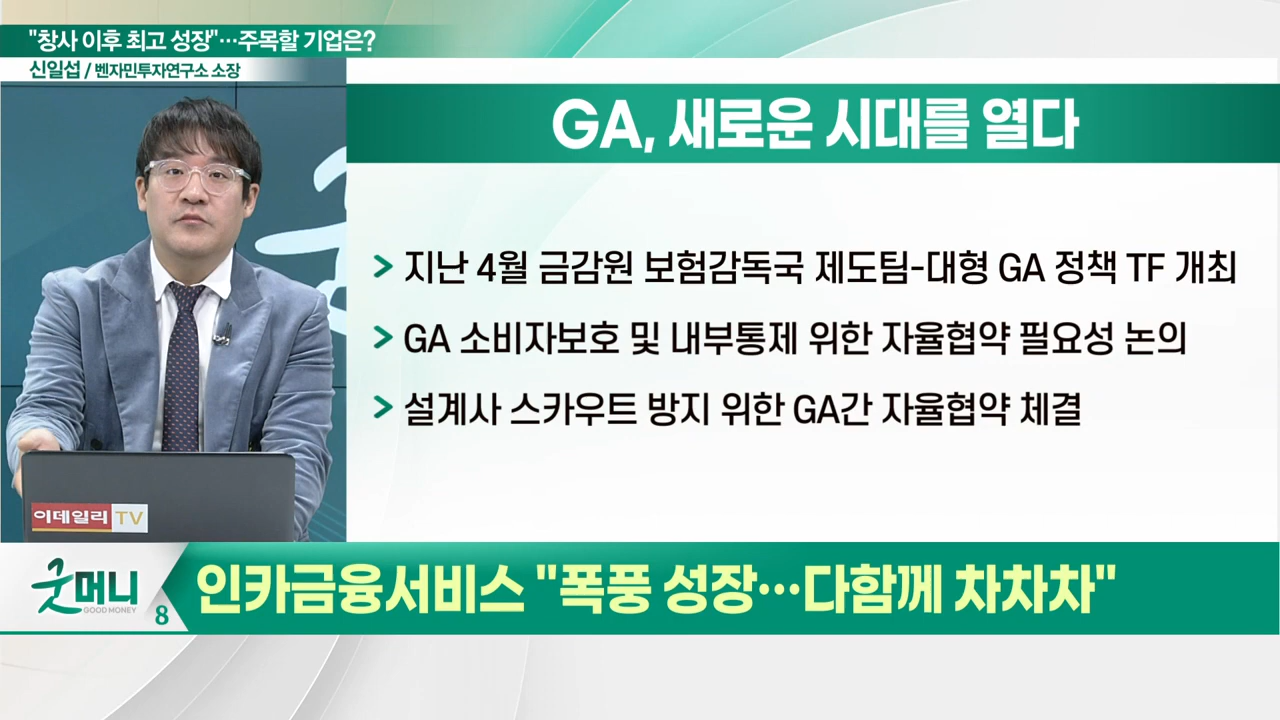 "창사 이후 최고 성장"…주목할 기업은?
신일섭 / 벤자민투자연구소 소장
GA, 새로운 시대를 열다
> 지난 4월 금감원 보험감독국 제도팀-대형 GA 정책 TF 개최
> GA 소비자보호 및 내부통제 위한 자율협약 필요성 논의
> 설계사 스카우트 방지 위한 GA간 자율협약 체결
이데일리 TV
굿머니
GOOD MONEY
8
인카금융서비스 "폭풍 성장…다함께 차차차"